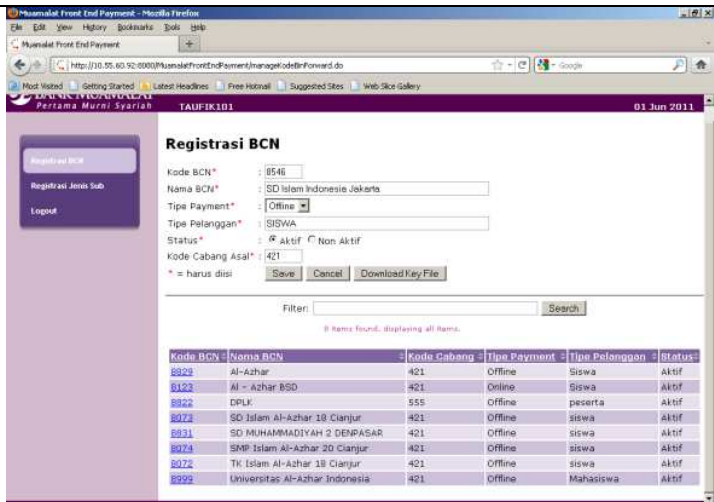 Muamalat Front End Payment - Mozilla Firefox
File Edit View History Bookmarks Tools Help
Muamalat Front End Payment
http://10.55.60.92:8000/MuamalatFrontEndPayment/manageKodeBinForward.do
Google
Most Visited Getting Started Latest Headlines Free Hotmail Suggested Sites Web Slice Gallery
BANK MUAMALAT
Pertama Murni Syariah TAUFIK101 01 Jun 2011
Registrasi BCN
Registrasi Jenis Sub
Logout
Registrasi BCN
Kode BCN* : 8546
Nama BCN* : SD Islam Indonesia Jakarta
Tipe Payment* : Offline
Tipe Pelanggan* : SISWA
Status* : Aktif Non Aktif
Kode Cabang Asal* : 421
* = harus diisi Save Cancel Download Key File
Filter: Search
8 items found, displaying all items.
Kode BCN Nama BCN Kode Cabang Tipe Payment Tipe Pelanggan Status
8829 Al-Azhar 421 Offline Siswa Aktif
8123 Al - Azhar BSD 421 Online Siswa Aktif
8822 DPLK 555 Offline peserta Aktif
8073 SD Islam Al-Azhar 18 Cianjur 421 Offline siswa Aktif
8831 SD MUHAMMADIYAH 2 DENPASAR 421 Offline siswa Aktif
8074 SMP Islam Al-Azhar 20 Cianjur 421 Offline siswa Aktif
8072 TK Islam Al-Azhar 18 Cianjur 421 Offline siswa Aktif
8999 Universitas Al-Azhar Indonesia 421 Offline Mahasiswa Aktif